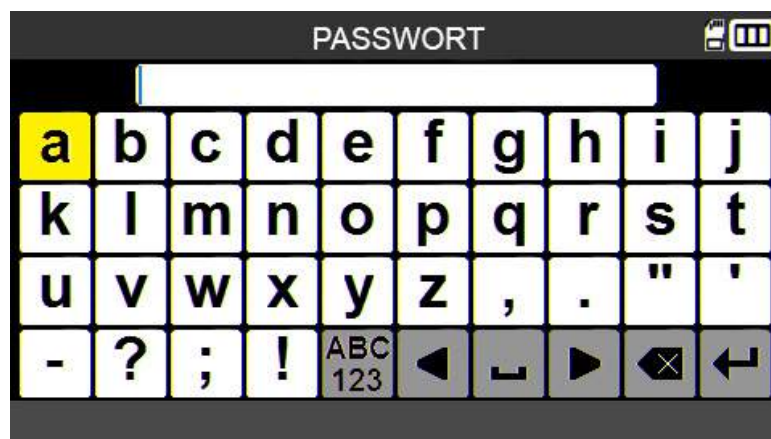 PASSWORT
a b c d e f g h i j
k l m n o p q r s t
u v w x y z , . " '
- ? ; ! ABC
123